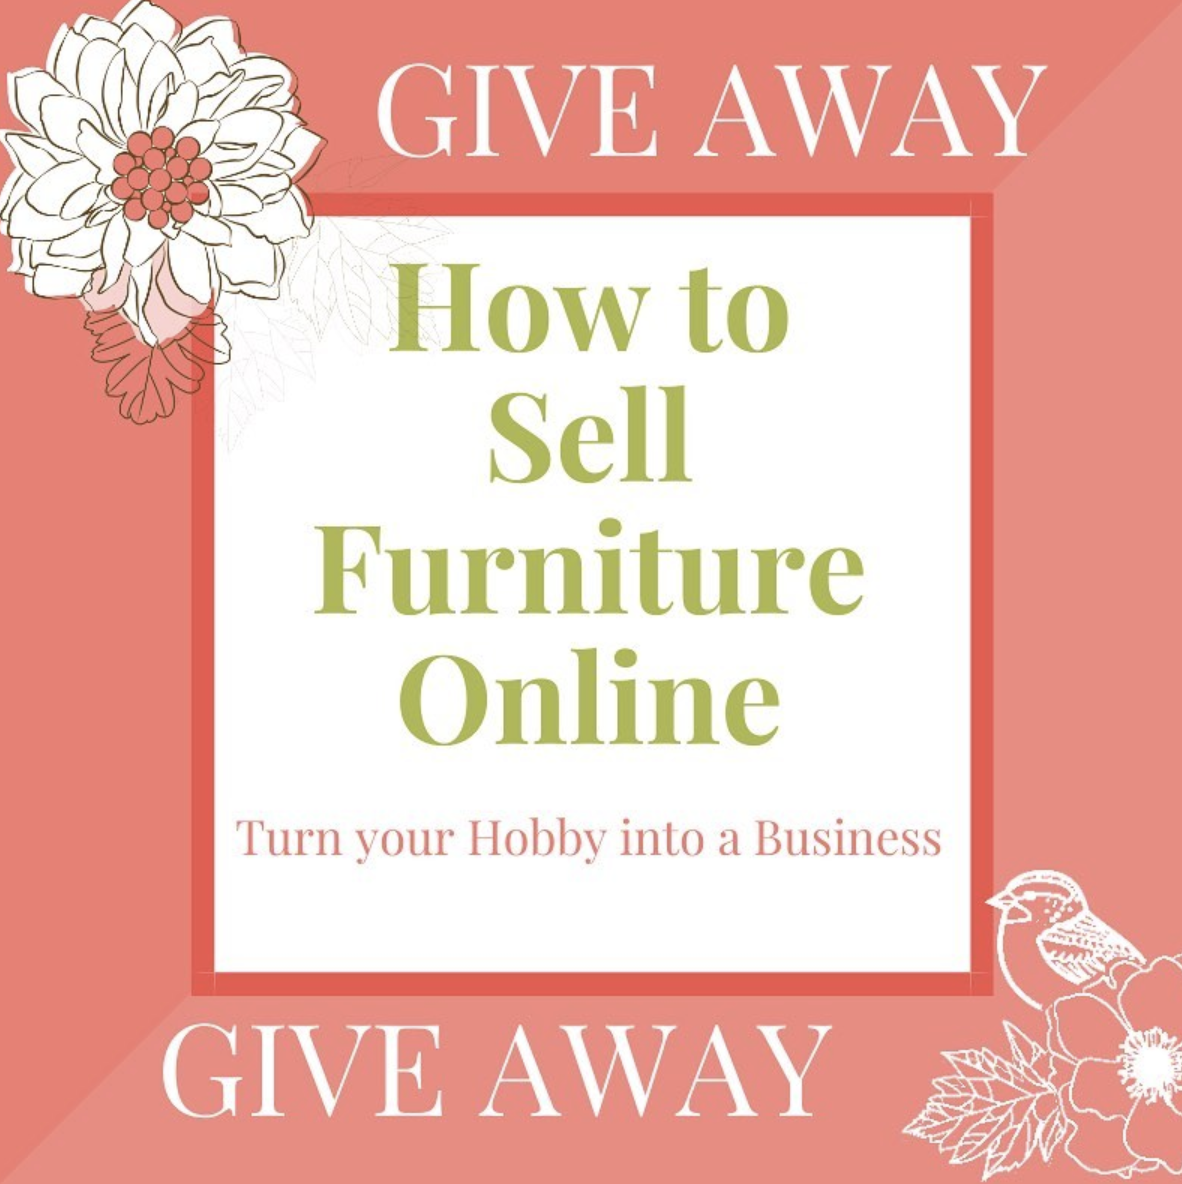 GIVE AWAY
How to
Sell
Furniture
Online
Turn your Hobby into a Business
GIVE AWAY